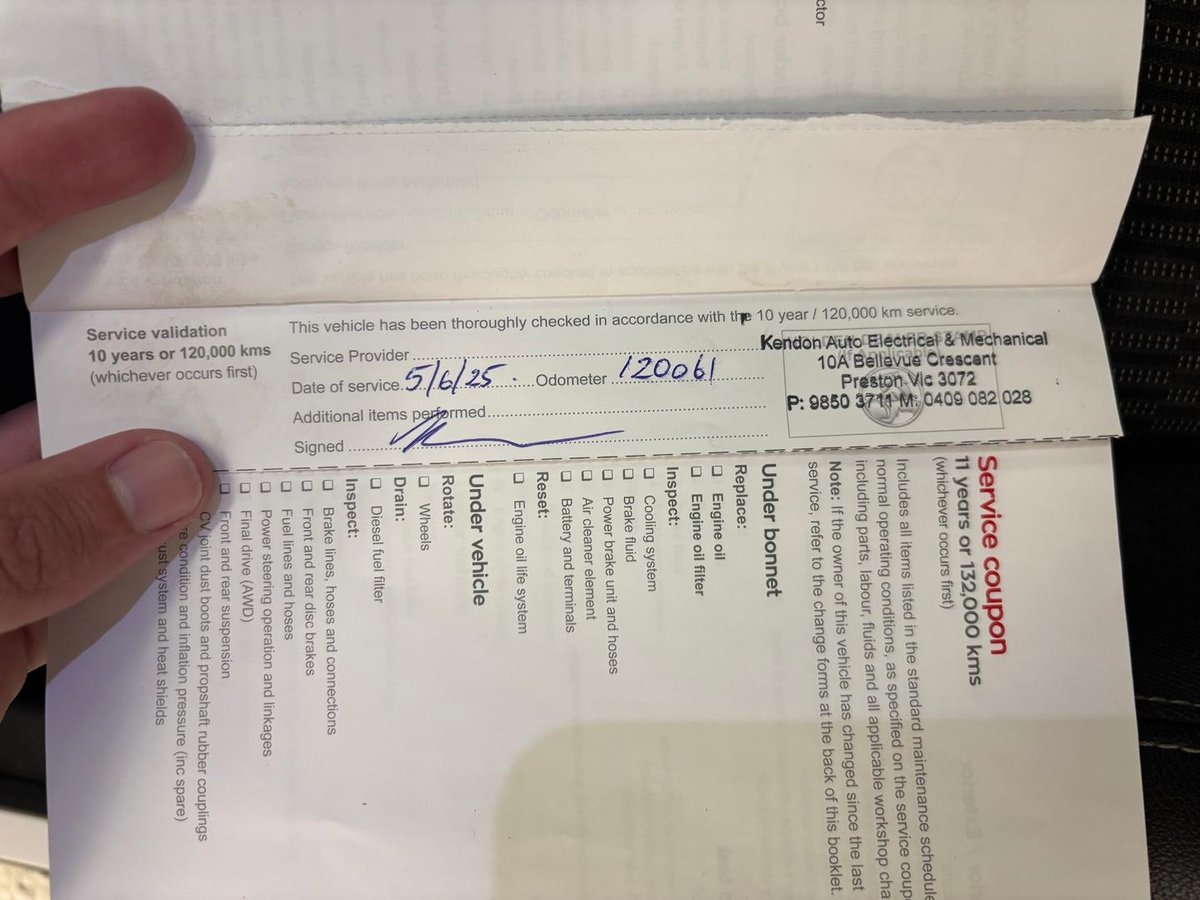 ctor
Service validation
10 years or 120,000 kms
(whichever occurs first)
This vehicle has been thoroughly checked in accordance with the 10 year / 120,000 km service.
Service Provider
Date of service 5/6/25 . Odometer 120061
Additional items performed
Signed
Kendon Auto Electrical & Mechanical
10A Bellevue Crescent
Preston Vic 3072
P: 9850 3711 M: 0409 082 028
Service coupon
11 years or 132,000 kms
(whichever occurs first)
Includes all items listed in the standard maintenance schedule
normal operating conditions, as specified on the service coup
including parts, labour, fluids and all applicable workshop cha
Note: If the owner of this vehicle has changed since the last
service, refer to the change forms at the back of this booklet.
Under bonnet
Replace:
❑ Engine oil
❑ Engine oil filter
Inspect:
❑ Cooling system
❑ Brake fluid
❑ Power brake unit and hoses
❑ Air cleaner element
❑ Battery and terminals
Reset:
❑ Engine oil life system
Under vehicle
Rotate:
❑ Wheels
Drain:
❑ Diesel fuel filter
Inspect:
❑ Brake lines, hoses and connections
❑ Front and rear disc brakes
❑ Fuel lines and hoses
❑ Power steering operation and linkages
❑ Final drive (AWD)
❑ Front and rear suspension
CV joint dust boots and propshaft rubber couplings
re condition and inflation pressure (inc spare)
ust system and heat shields